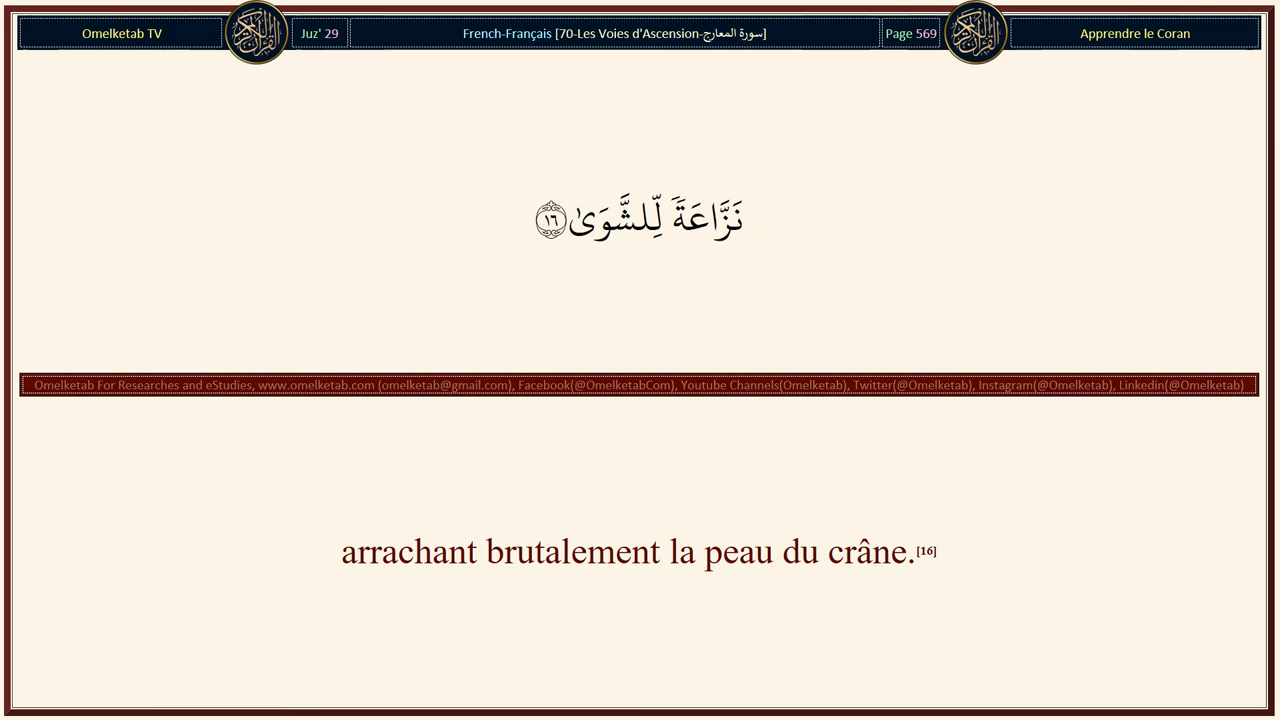 Omelketab TV
Juz' 29
French-Français [70-Les Voies d'Ascension-سورة المعارج]
Page 569
Apprendre le Coran
نَزَّاعَةٗ لِّلشَّوَىٰ ١٦
Omelketab For Researches and eStudies, www.omelketab.com (omelketab@gmail.com), Facebook(@OmelketabCom), Youtube Channels(Omelketab), Twitter(@Omelketab), Instagram(@Omelketab), Linkedin(@Omelketab)
arrachant brutalement la peau du crâne.[16]